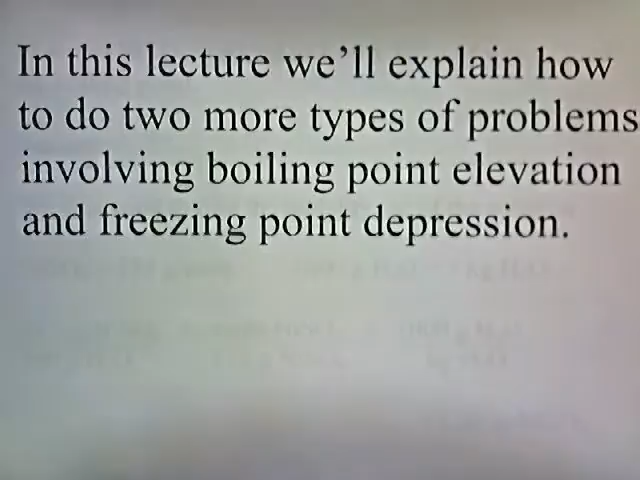 In this lecture we'll explain how
to do two more types of problems
involving boiling point elevation
and freezing point depression.